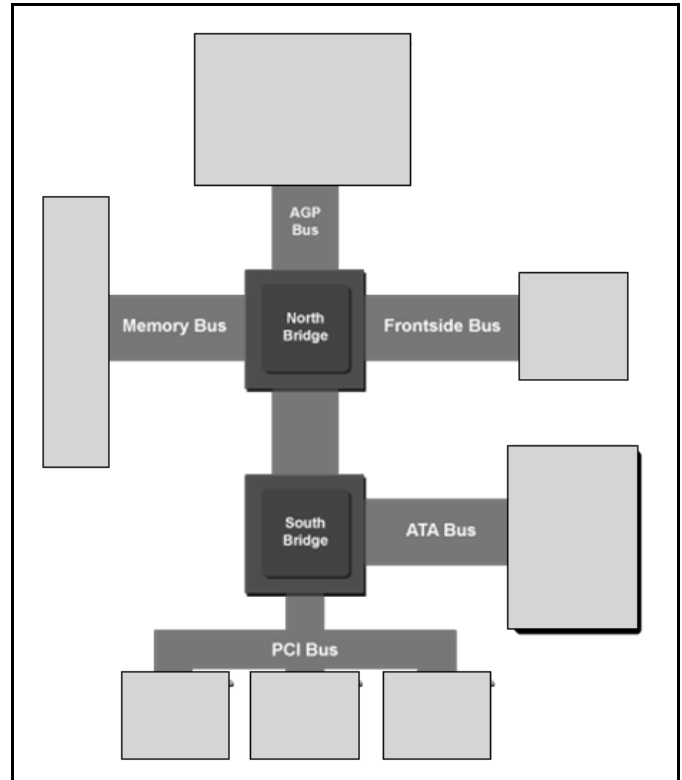 AGP
Bus
Memory Bus
North
Bridge
Frontside Bus
South
Bridge
ATA Bus
PCI Bus